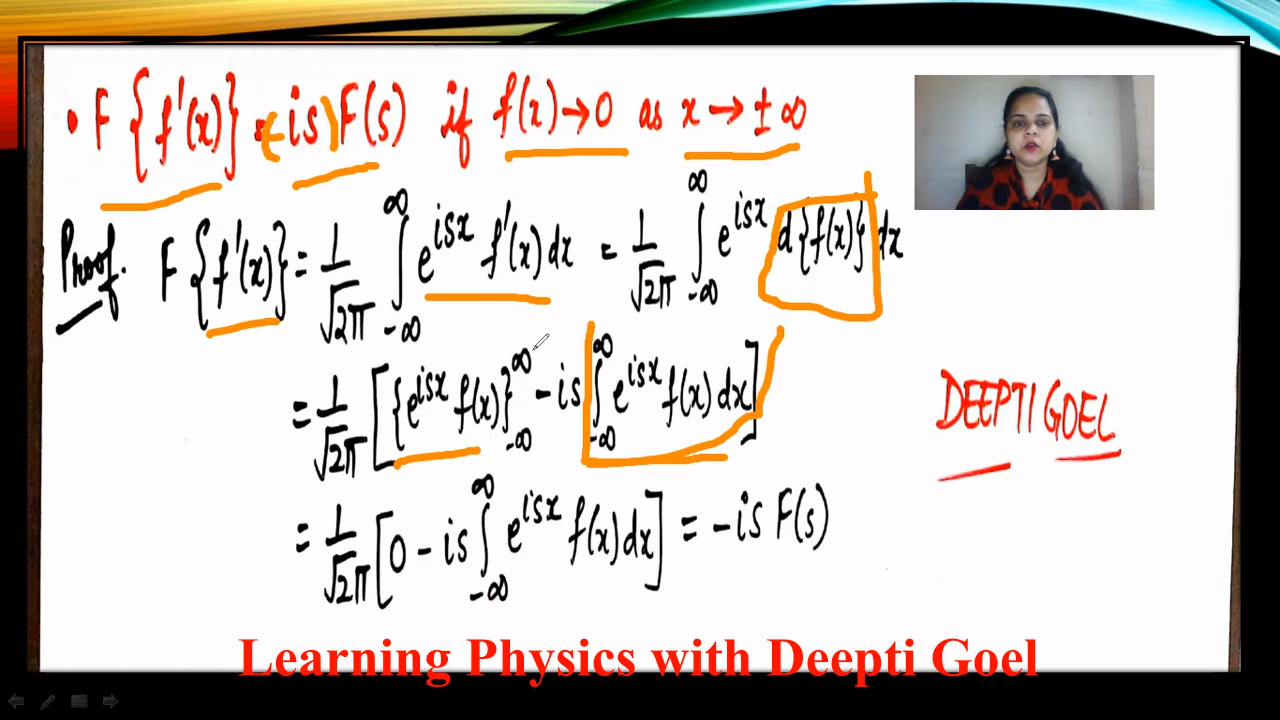 • F{f'(x)} = (-is) F(s) if f(x)→0 as x→±∞
Proof. F{f'(x)} = 1/√2π ∫_{-∞}^{∞} e^{isx} f'(x) dx = 1/√2π ∫_{-∞}^{∞} e^{isx} d{f(x)} dx
= 1/√2π [{e^{isx} f(x)}_{-∞}^{∞} - is ∫_{-∞}^{∞} e^{isx} f(x) dx]
= 1/√2π [0 - is ∫_{-∞}^{∞} e^{isx} f(x) dx] = -is F(s)
DEEPTI GOEL
Learning Physics with Deepti Goel